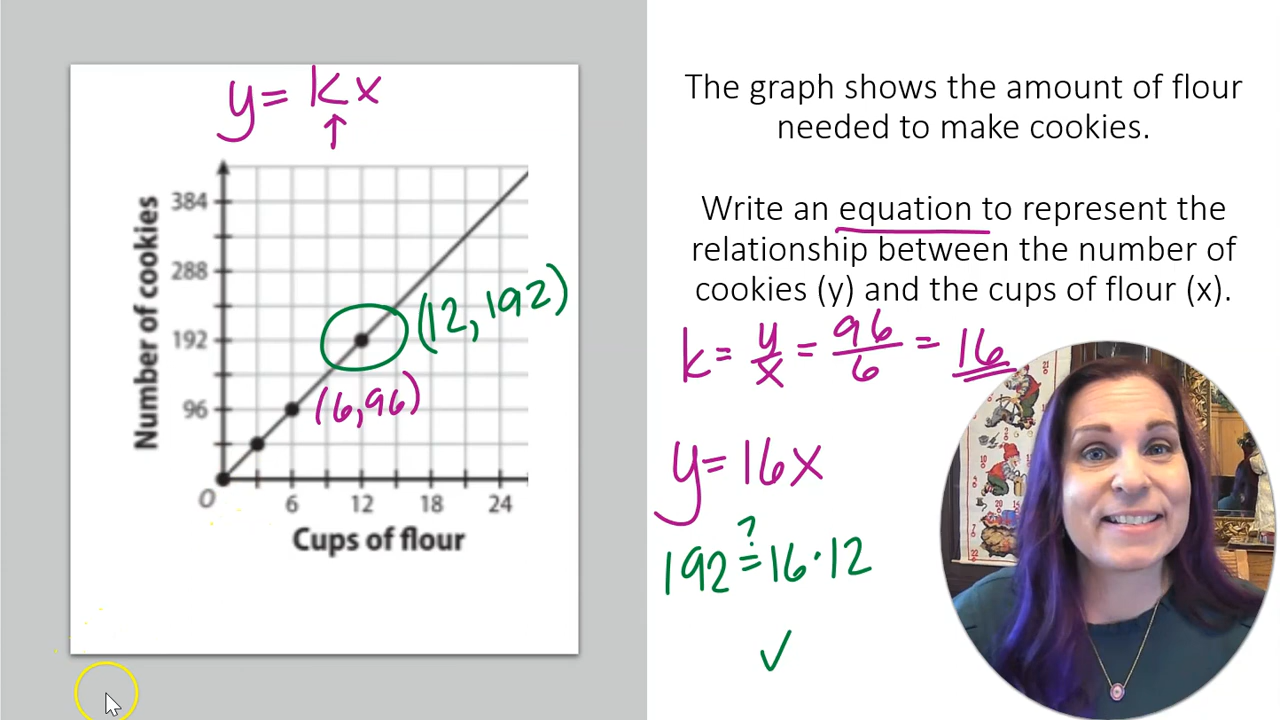 y = kx
↑
Number of cookies
384
288
192
96
0
6 12 18 24
Cups of flour
(12, 192)
(6,96)
The graph shows the amount of flour
needed to make cookies.
Write an equation to represent the
relationship between the number of
cookies (y) and the cups of flour (x).
k = y/x = 96/6 = 16
y = 16x
192 ?= 16 · 12
✓